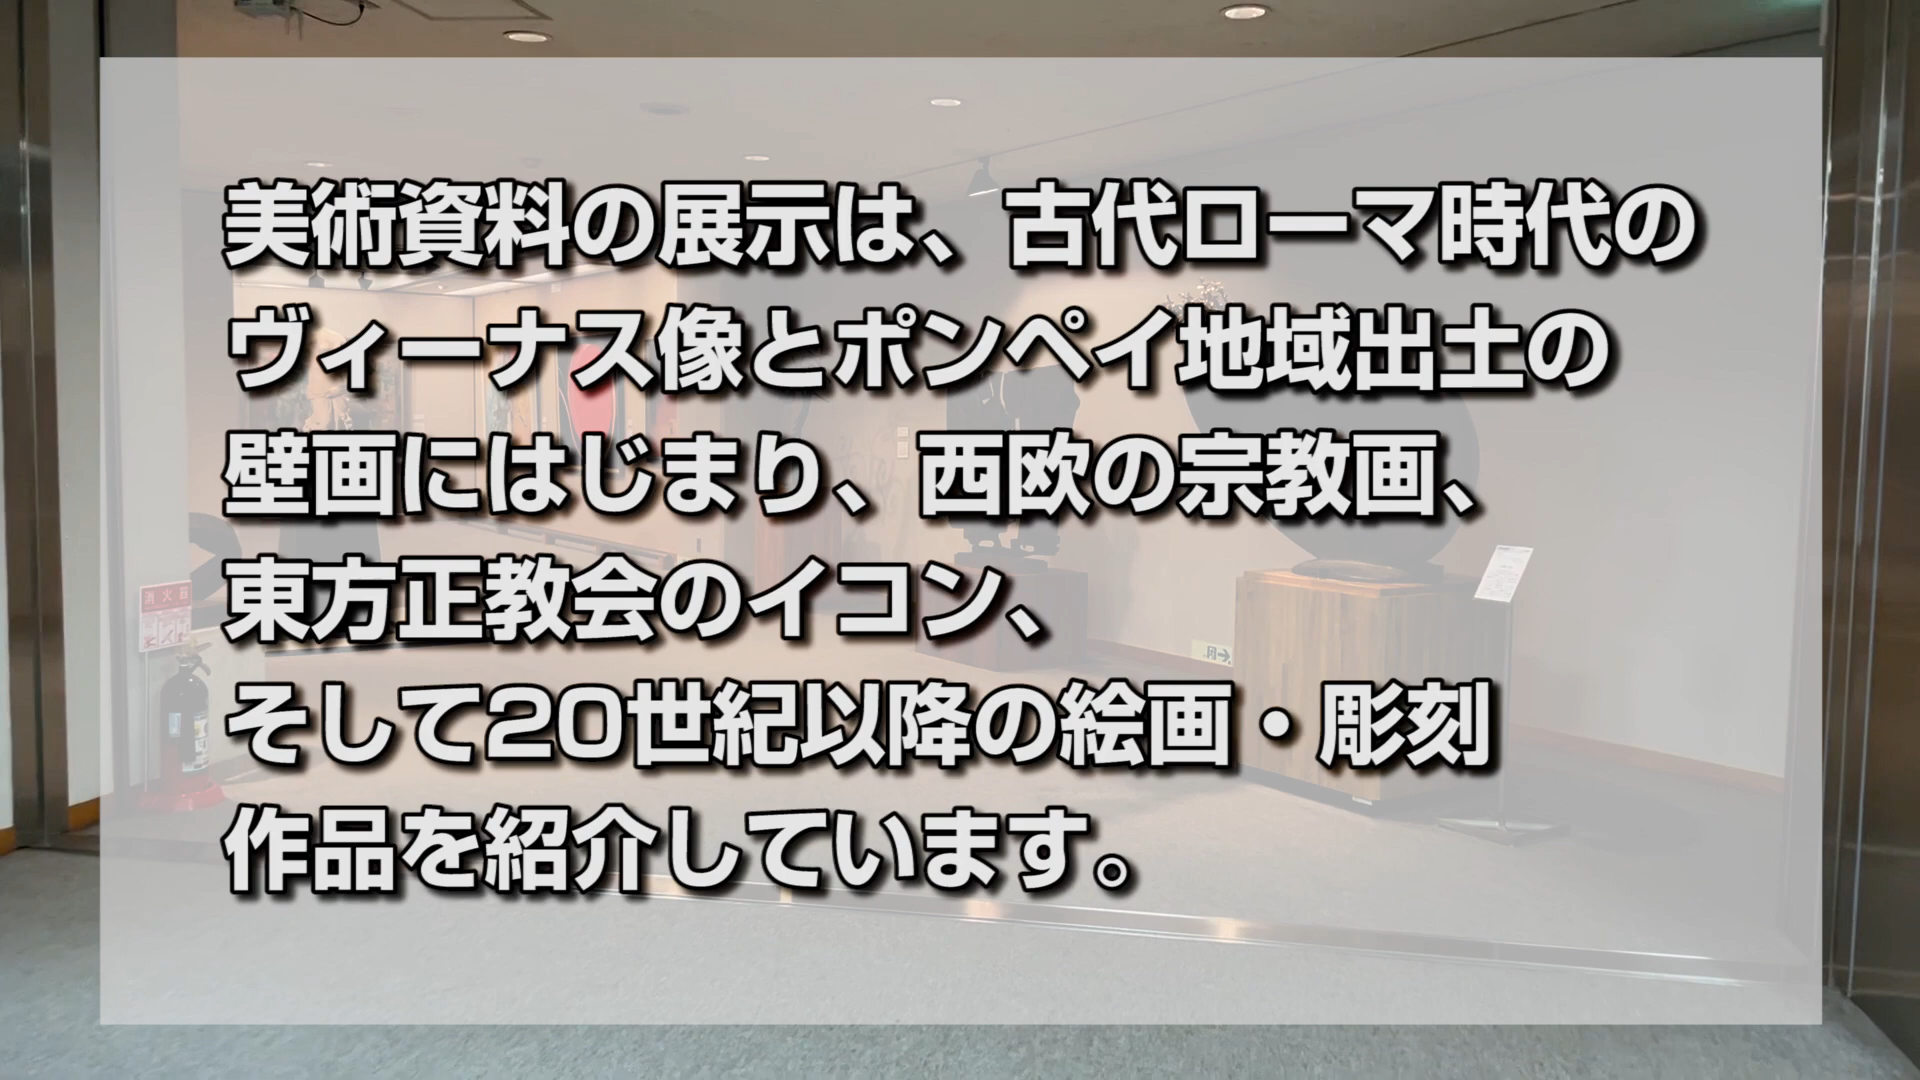 美術資料の展示は、古代ローマ時代の
ヴィーナス像とポンペイ地域出土の
壁画にはじまり、西欧の宗教画、
東方正教会のイコン、
そして20世紀以降の絵画・彫刻
作品を紹介しています。
消火器